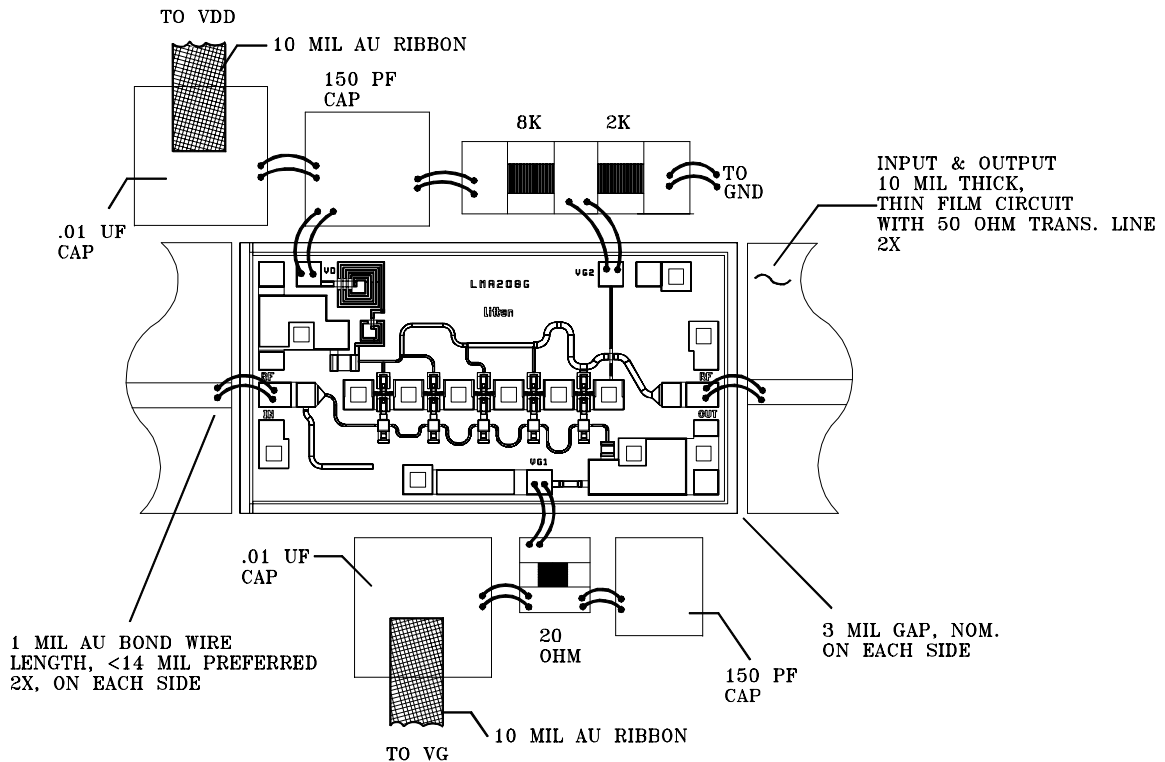 TO VDD
10 MIL AU RIBBON
150 PF
CAP
8K
2K
TO
GND
INPUT & OUTPUT
10 MIL THICK,
THIN FILM CIRCUIT
WITH 50 OHM TRANS. LINE
2X
.01 UF
CAP
VD
LMA208G
Litton
VG2
RF
IN
RF
OUT
VG1
.01 UF
CAP
20
OHM
150 PF
CAP
3 MIL GAP, NOM.
ON EACH SIDE
1 MIL AU BOND WIRE
LENGTH, <14 MIL PREFERRED
2X, ON EACH SIDE
10 MIL AU RIBBON
TO VG